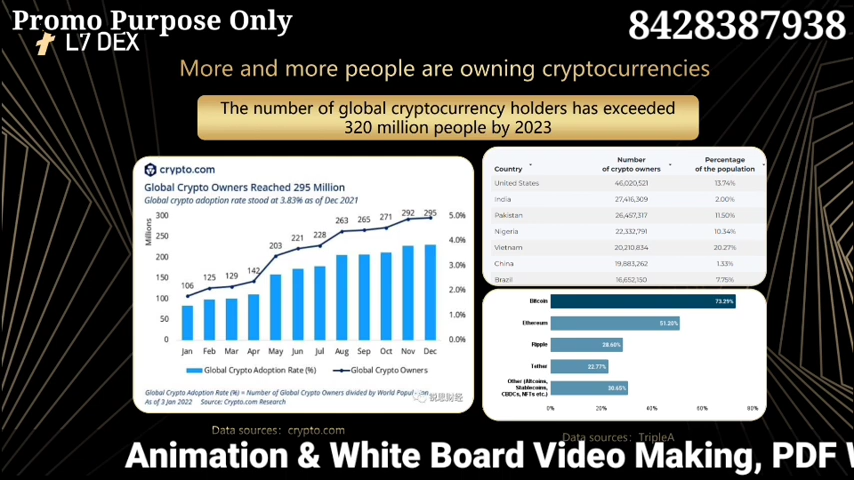 Promo Purpose Only
8428387938
L7 DEX
More and more people are owning cryptocurrencies
The number of global cryptocurrency holders has exceeded
320 million people by 2023
crypto.com
Global Crypto Owners Reached 295 Million
Global crypto adoption rate stood at 3.83% as of Dec 2021
Millions
300 250 200 150 100 50 0
5.0% 4.0% 3.0% 2.0% 1.0% 0.0%
106 125 129 142 203 221 228 263 265 271 292 295
Jan Feb Mar Apr May Jun Jul Aug Sep Oct Nov Dec
Global Crypto Adoption Rate (%) Global Crypto Owners
Global Crypto Adoption Rate (%) = Number of Global Crypto Owners divided by World
As of 3 Jan 2022 Source: Crypto.com Research
锐思财经
Data sources: crypto.com
Country Number of crypto owners Percentage of the population
United States 46,020,521 13.74%
India 27,416,309 2.00%
Pakistan 26,457,317 11.50%
Nigeria 22,332,791 10.34%
Vietnam 20,210,834 20.27%
China 19,883,262 1.33%
Brazil 16,652,150 7.75%
Bitcoin 73.29%
Ethereum 51.20%
Ripple 28.60%
Tether 22.77%
Other (Altcoins,
Stablecoins,
CBDCs, NFTs etc.) 30.65%
0% 20% 40% 60% 80%
Data sources: TripleA
Animation & White Board Video Making, PDF